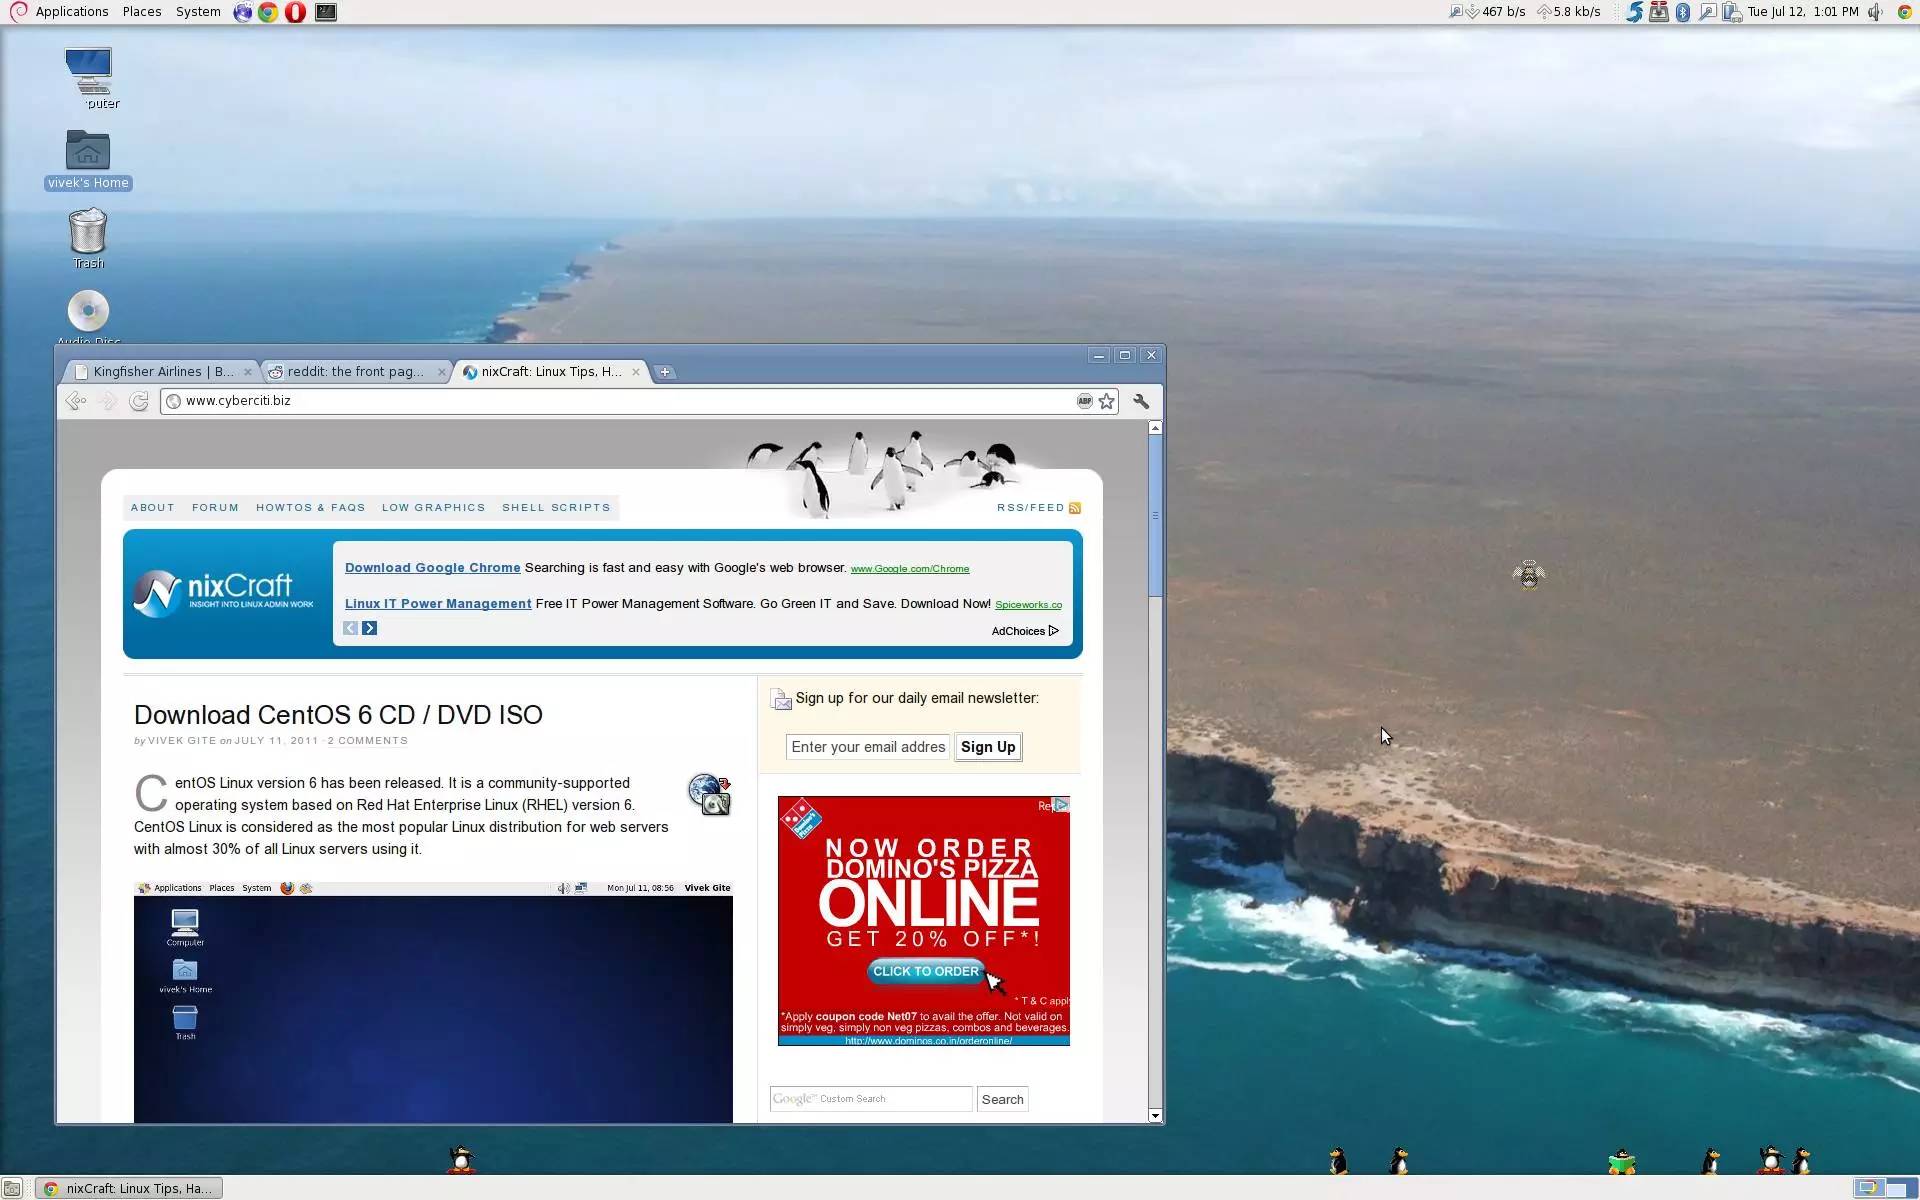 Applications Places System
467 b/s 5.8 kb/s Tue Jul 12, 1:01 PM
puter
vivek's Home
Trash
Audio Disc
Kingfisher Airlines | B...
reddit: the front pag...
nixCraft: Linux Tips, H...
www.cyberciti.biz
ABP
ABOUT FORUM HOWTOS & FAQS LOW GRAPHICS SHELL SCRIPTS
RSS/FEED
nixCraft
INSIGHT INTO LINUX ADMIN WORK
Download Google Chrome Searching is fast and easy with Google's web browser. www.Google.com/Chrome
Linux IT Power Management Free IT Power Management Software. Go Green IT and Save. Download Now! Spiceworks.co
AdChoices
Download CentOS 6 CD / DVD ISO
by VIVEK GITE on JULY 11, 2011 · 2 COMMENTS
CentOS Linux version 6 has been released. It is a community-supported
operating system based on Red Hat Enterprise Linux (RHEL) version 6.
CentOS Linux is considered as the most popular Linux distribution for web servers
with almost 30% of all Linux servers using it.
Applications Places System
Mon Jul 11, 08:56 Vivek Gite
Computer
vivek's Home
Trash
Sign up for our daily email newsletter:
Enter your email addres
Sign Up
Domino's Pizza
NOW ORDER
DOMINO'S PIZZA
ONLINE
GET 20% OFF*!
CLICK TO ORDER
* T & C apply
*Apply coupon code Net07 to avail the offer. Not valid on
simply veg, simply non veg pizzas, combos and beverages.
http://www.dominos.co.in/orderonline/
Google™ Custom Search
Search
nixCraft: Linux Tips, Ha...